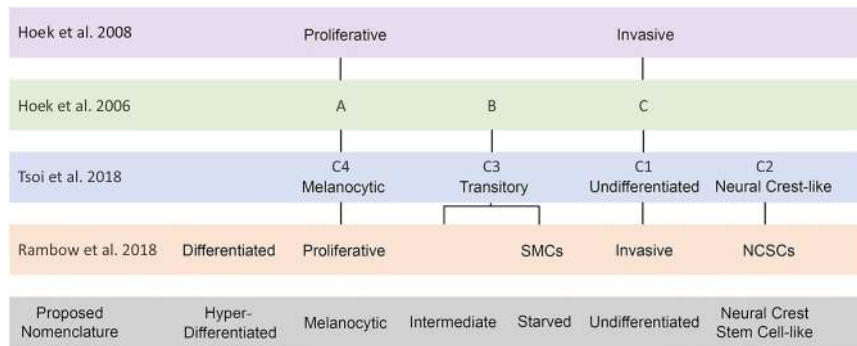 Hoek et al. 2008 Proliferative Invasive
Hoek et al. 2006 A B C
Tsoi et al. 2018 C4 C3 C1 C2
Melanocytic Transitory Undifferentiated Neural Crest-like
Rambow et al. 2018 Differentiated Proliferative SMCs Invasive NCSCs
Proposed Hyper- Neural Crest
Melanocytic Intermediate Starved Undifferentiated
Nomenclature Differentiated Stem Cell-like